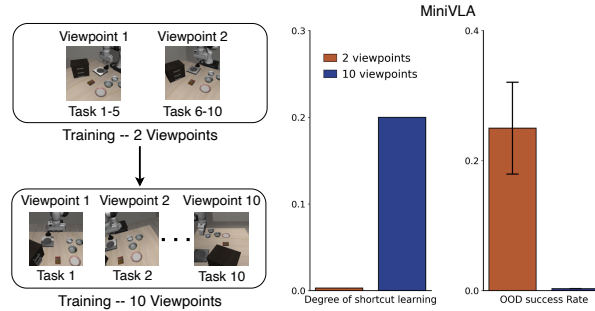 MiniVLA
Viewpoint 1 Viewpoint 2
Task 1-5 Task 6-10
Training -- 2 Viewpoints
Viewpoint 1 Viewpoint 2 Viewpoint 10
. . .
Task 1 Task 2 Task 10
Training -- 10 Viewpoints
2 viewpoints
10 viewpoints
0.3
0.2
0.1
0.0
Degree of shortcut learning
0.4
0.2
0.0
OOD success Rate